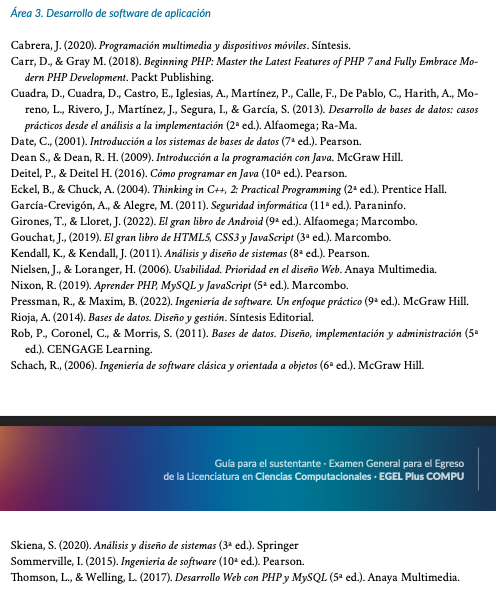 Área 3. Desarrollo de software de aplicación
Cabrera, J. (2020). Programación multimedia y dispositivos móviles. Síntesis.
Carr, D., & Gray M. (2018). Beginning PHP: Master the Latest Features of PHP 7 and Fully Embrace Mo-
dern PHP Development. Packt Publishing.
Cuadra, D., Cuadra, D., Castro, E., Iglesias, A., Martínez, P., Calle, F., De Pablo, C., Harith, A., Mo-
reno, L., Rivero, J., Martínez, J., Segura, I., & García, S. (2013). Desarrollo de bases de datos: casos
prácticos desde el análisis a la implementación (2ª ed.). Alfaomega; Ra-Ma.
Date, C., (2001). Introducción a los sistemas de bases de datos (7ª ed.). Pearson.
Dean S., & Dean, R. H. (2009). Introducción a la programación con Java. McGraw Hill.
Deitel, P., & Deitel H. (2016). Cómo programar en Java (10ª ed.). Pearson.
Eckel, B., & Chuck, A. (2004). Thinking in C++, 2: Practical Programming (2ª ed.). Prentice Hall.
García-Crevigón, A., & Alegre, M. (2011). Seguridad informática (11ª ed.). Paraninfo.
Girones, T., & Lloret, J. (2022). El gran libro de Android (9ª ed.). Alfaomega; Marcombo.
Gouchat, J., (2019). El gran libro de HTML5, CSS3 y JavaScript (3ª ed.). Marcombo.
Kendall, K., & Kendall, J. (2011). Análisis y diseño de sistemas (8ª ed.). Pearson.
Nielsen, J., & Loranger, H. (2006). Usabilidad. Prioridad en el diseño Web. Anaya Multimedia.
Nixon, R. (2019). Aprender PHP, MySQL y JavaScript (5ª ed.). Marcombo.
Pressman, R., & Maxim, B. (2022). Ingeniería de software. Un enfoque práctico (9ª ed.). McGraw Hill.
Rioja, A. (2014). Bases de datos. Diseño y gestión. Síntesis Editorial.
Rob, P., Coronel, C., & Morris, S. (2011). Bases de datos. Diseño, implementación y administración (5ª
ed.). CENGAGE Learning.
Schach, R., (2006). Ingeniería de software clásica y orientada a objetos (6ª ed.). McGraw Hill.
Guía para el sustentante · Examen General para el Egreso
de la Licenciatura en Ciencias Computacionales · EGEL Plus COMPU
Skiena, S. (2020). Análisis y diseño de sistemas (3ª ed.). Springer
Sommerville, I. (2015). Ingeniería de software (10ª ed.). Pearson.
Thomson, L., & Welling, L. (2017). Desarrollo Web con PHP y MySQL (5ª ed.). Anaya Multimedia.